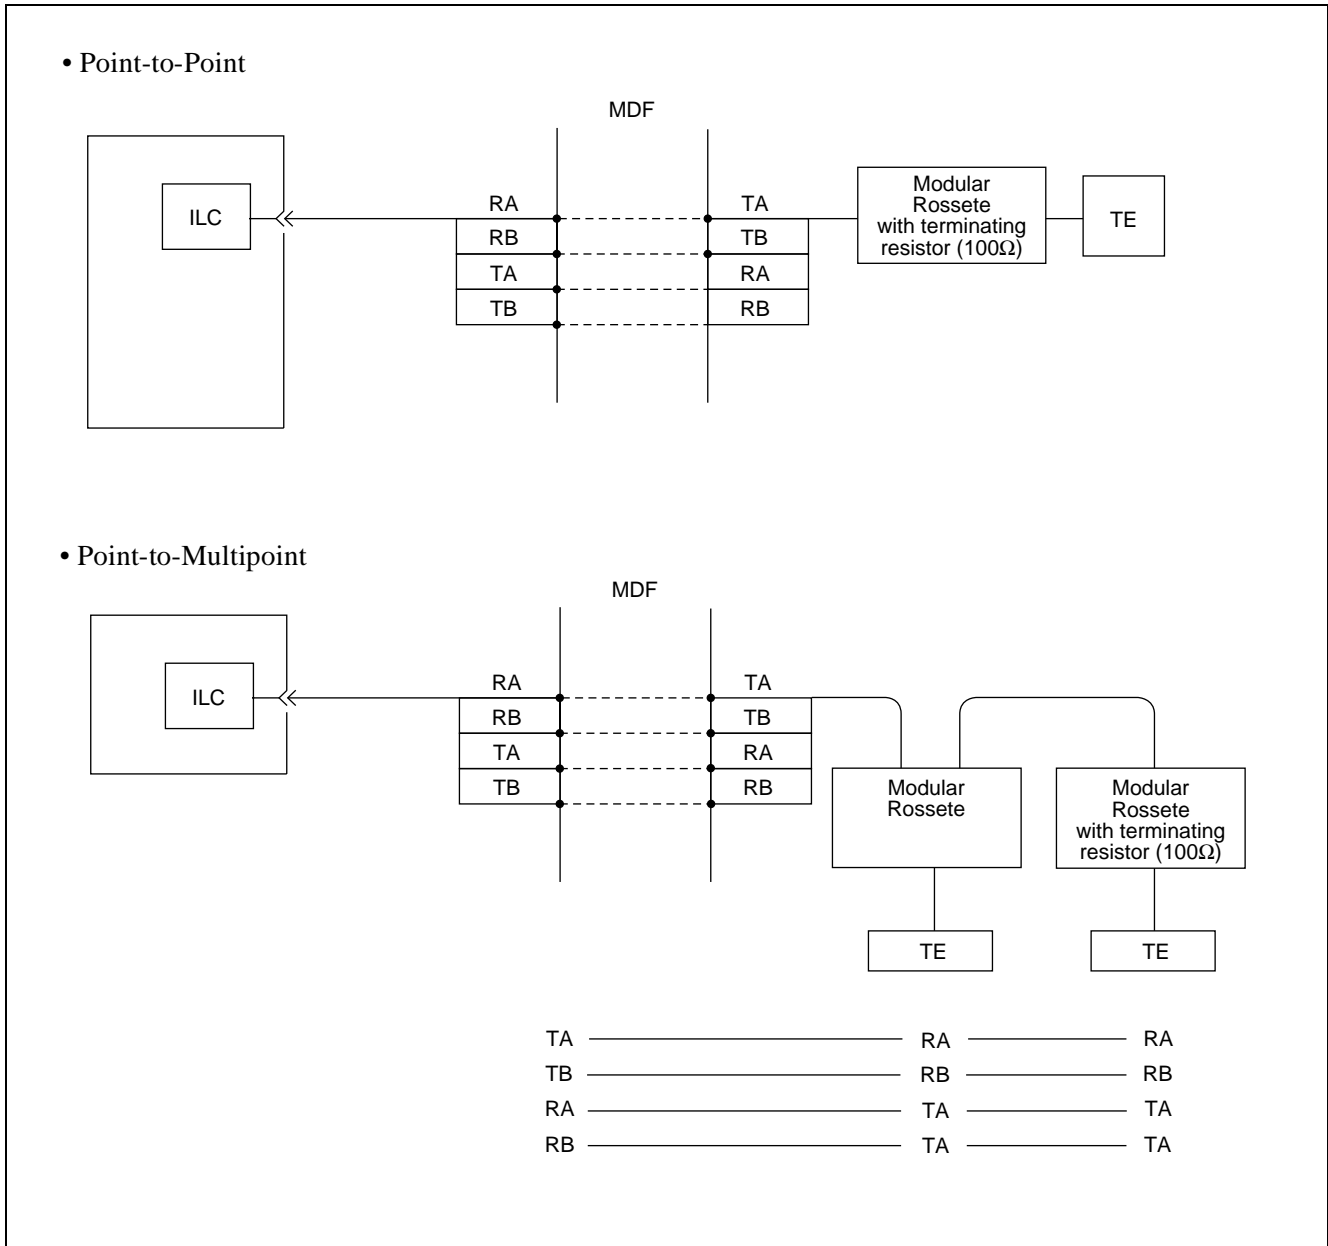 • Point-to-Point
MDF
ILC
RA
RB
TA
TB
TA
TB
RA
RB
Modular
Rossete
with terminating
resistor (100Ω)
TE
• Point-to-Multipoint
MDF
ILC
RA
RB
TA
TB
TA
TB
RA
RB
Modular
Rossete
Modular
Rossete
with terminating
resistor (100Ω)
TE
TE
TA RA RA
TB RB RB
RA TA TA
RB TA TA